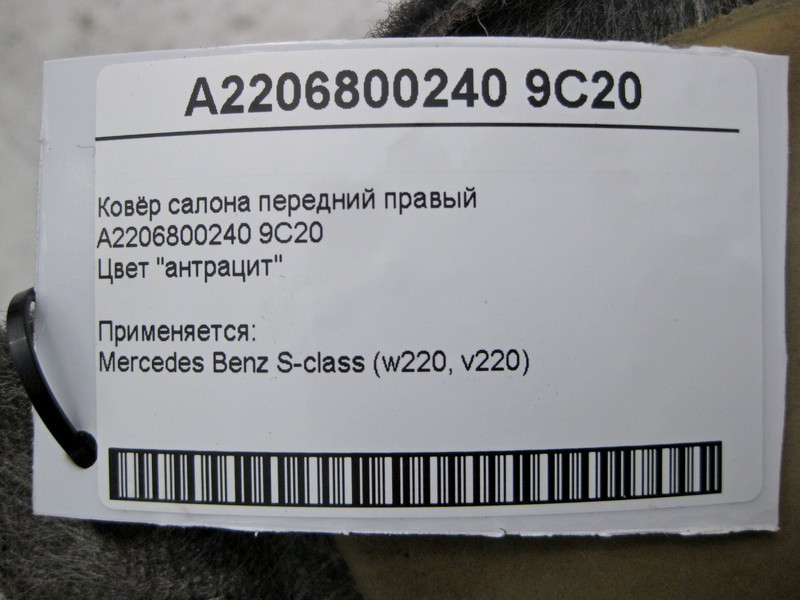 A2206800240 9C20
Ковёр салона передний правый
A2206800240 9C20
Цвет "антрацит"
Применяется:
Mercedes Benz S-class (w220, v220)